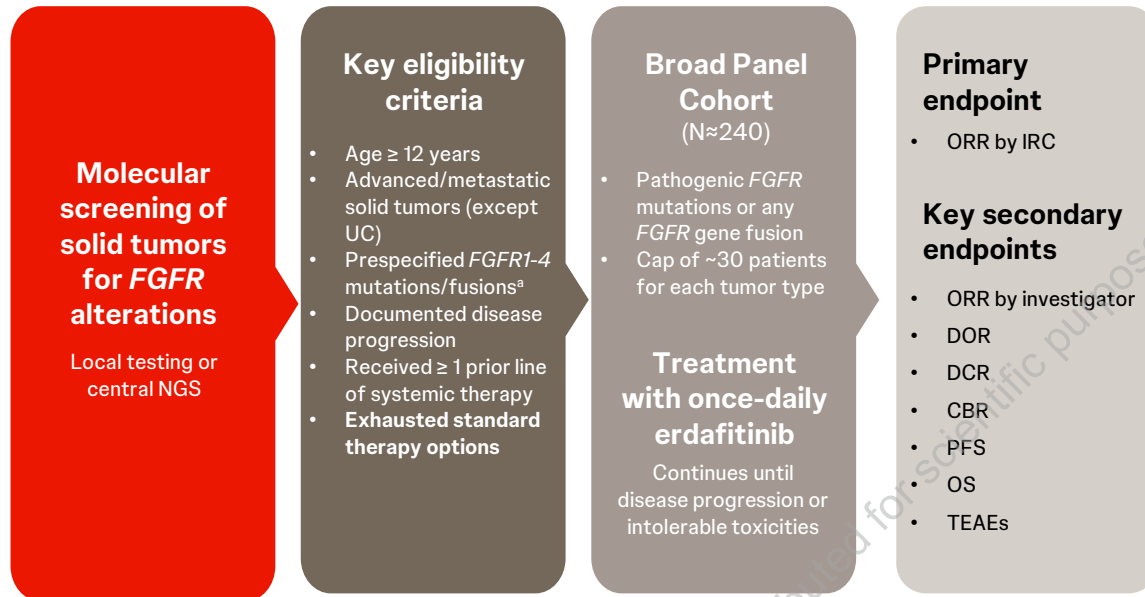 Molecular
screening of
solid tumors
for FGFR
alterations
Local testing or
central NGS
Key eligibility
criteria
• Age ≥ 12 years
• Advanced/metastatic
solid tumors (except
UC)
• Prespecified FGFR1-4
mutations/fusionsᵃ
• Documented disease
progression
• Received ≥ 1 prior line
of systemic therapy
• Exhausted standard
therapy options
Broad Panel
Cohort
(N≈240)
• Pathogenic FGFR
mutations or any
FGFR gene fusion
• Cap of ~30 patients
for each tumor type
Treatment
with once-daily
erdafitinib
Continues until
disease progression or
intolerable toxicities
Primary
endpoint
• ORR by IRC
Key secondary
endpoints
• ORR by investigator
• DOR
• DCR
• CBR
• PFS
• OS
• TEAEs
for scientific